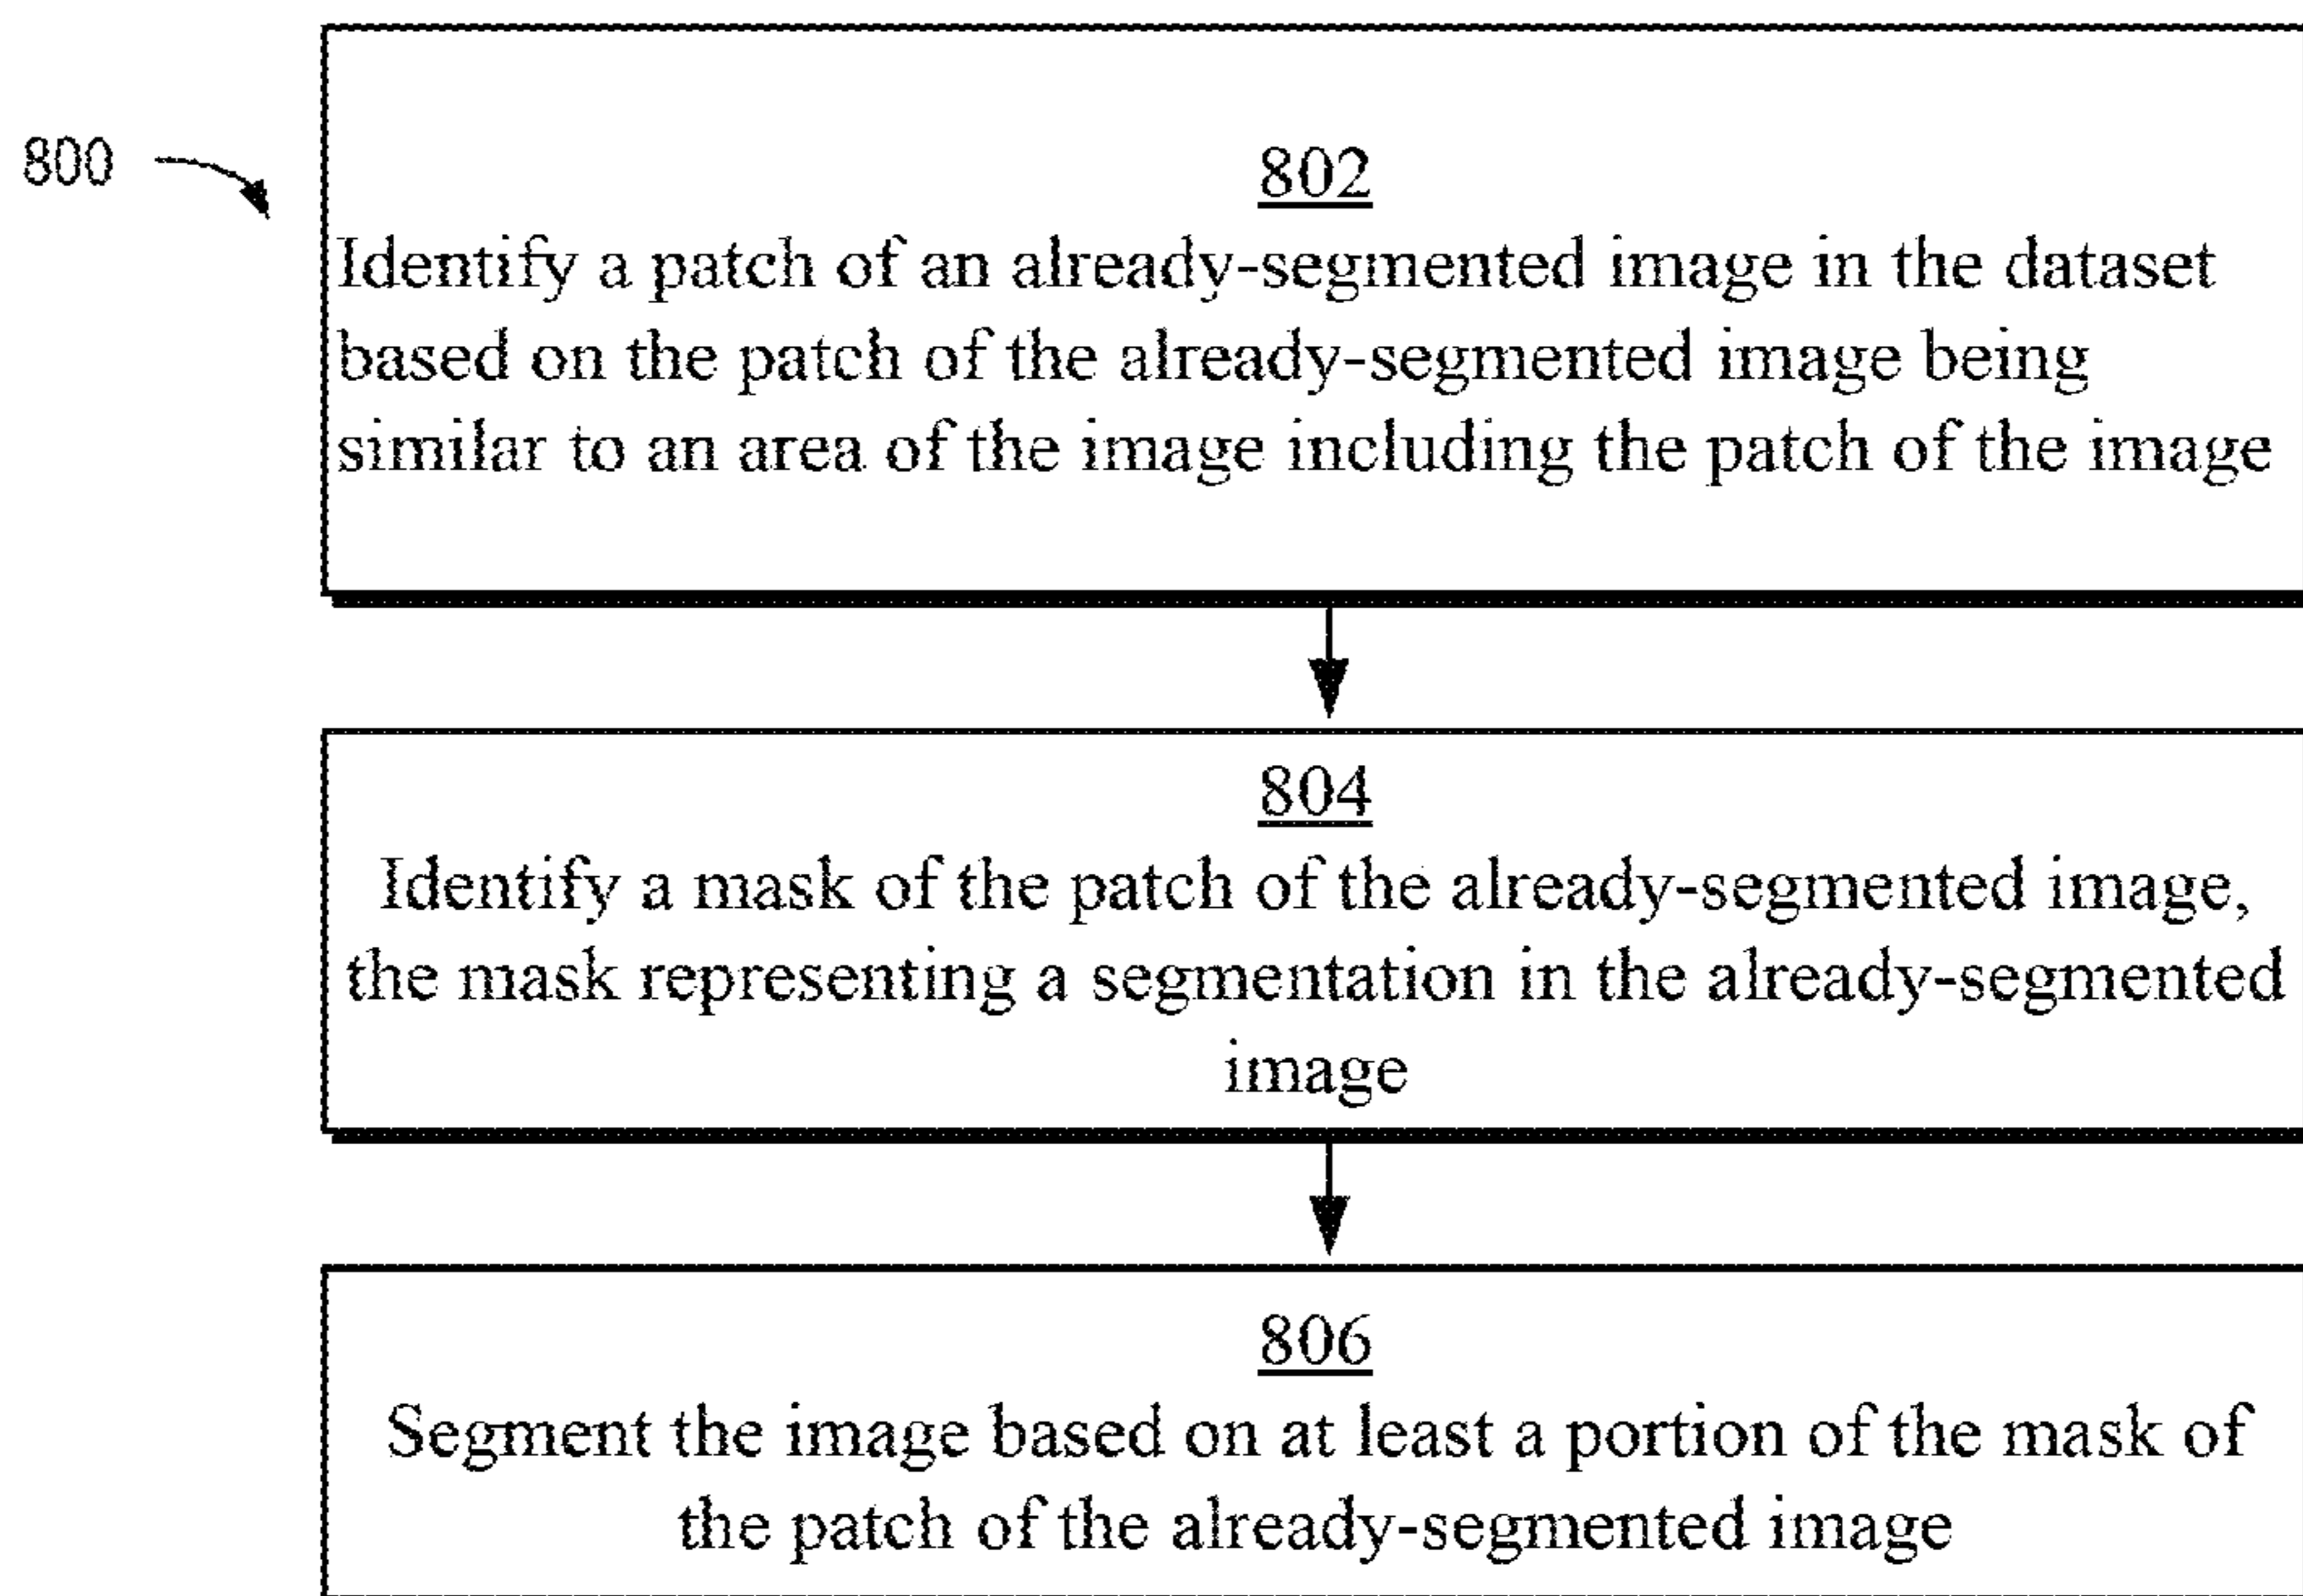 800
802
Identify a patch of an already-segmented image in the dataset
based on the patch of the already-segmented image being
similar to an area of the image including the patch of the image
804
Identify a mask of the patch of the already-segmented image,
the mask representing a segmentation in the already-segmented
image
806
Segment the image based on at least a portion of the mask of
the patch of the already-segmented image